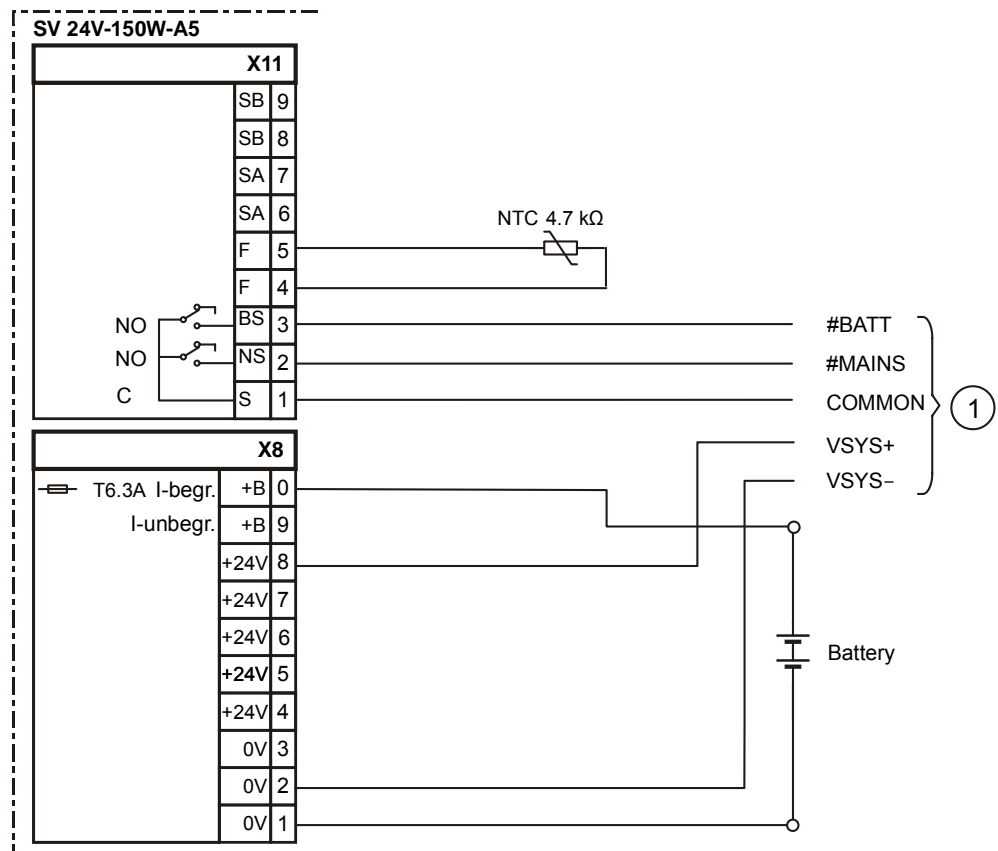 SV 24V-150W-A5
X11
SB 9
SB 8
SA 7
SA 6
NTC 4.7 kΩ
F 5
F 4
NO BS 3 #BATT
NO NS 2 #MAINS
C S 1 COMMON
1
VSYS+
VSYS–
X8
T6.3A I-begr. +B 0
I-unbegr. +B 9
+24V 8
+24V 7
+24V 6
Battery
+24V 5
+24V 4
0V 3
0V 2
0V 1